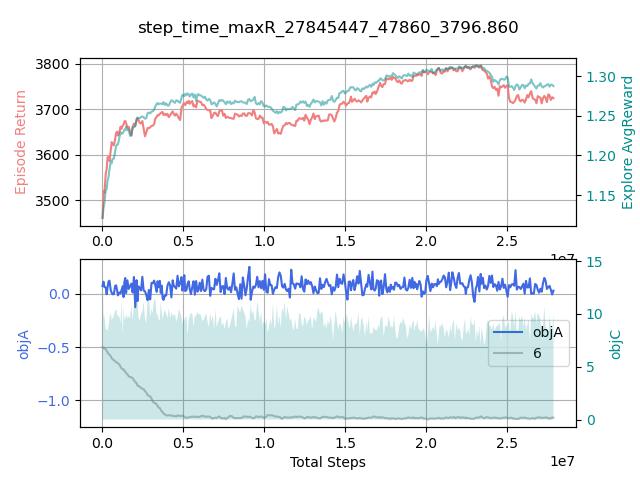 step_time_maxR_27845447_47860_3796.860
3800
3700
3600
3500
Episode Return
1.30
1.25
1.20
1.15
Explore AvgReward
0.0 0.5 1.0 1.5 2.0 2.5
0.0
−0.5
−1.0
objA
15
10
5
0
objC
objA
6
0.0 0.5 1.0 1.5 2.0 2.5
Total Steps
1e7